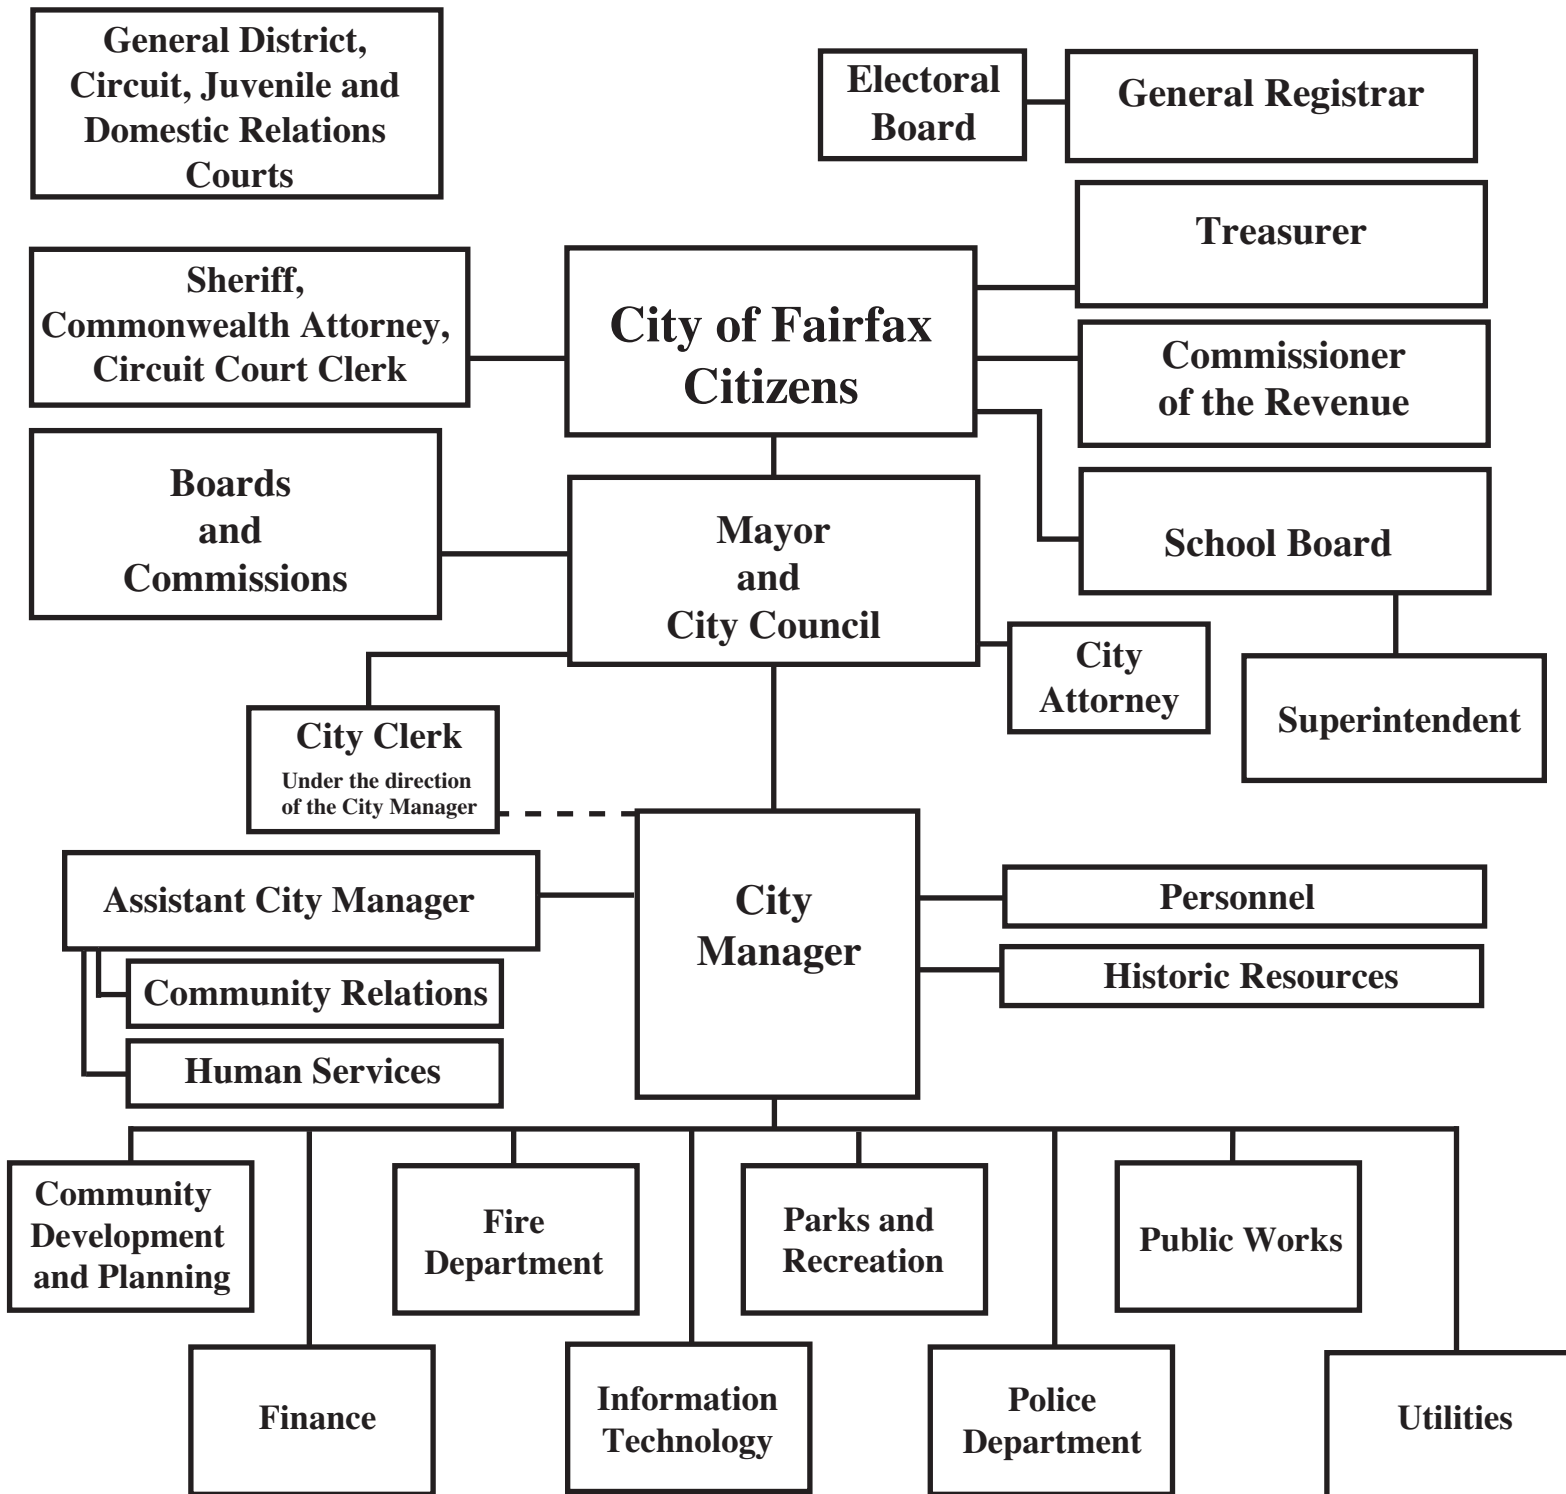 General District,
Circuit, Juvenile and
Domestic Relations
Courts
Electoral
Board
General Registrar
Treasurer
Sheriff,
Commonwealth Attorney,
Circuit Court Clerk
City of Fairfax
Citizens
Commissioner
of the Revenue
Boards
and
Commissions
Mayor
and
City Council
School Board
City
Attorney
Superintendent
City Clerk
Under the direction
of the City Manager
Assistant City Manager
City
Manager
Personnel
Historic Resources
Community Relations
Human Services
Community
Development
and Planning
Fire
Department
Parks and
Recreation
Public Works
Finance
Information
Technology
Police
Department
Utilities